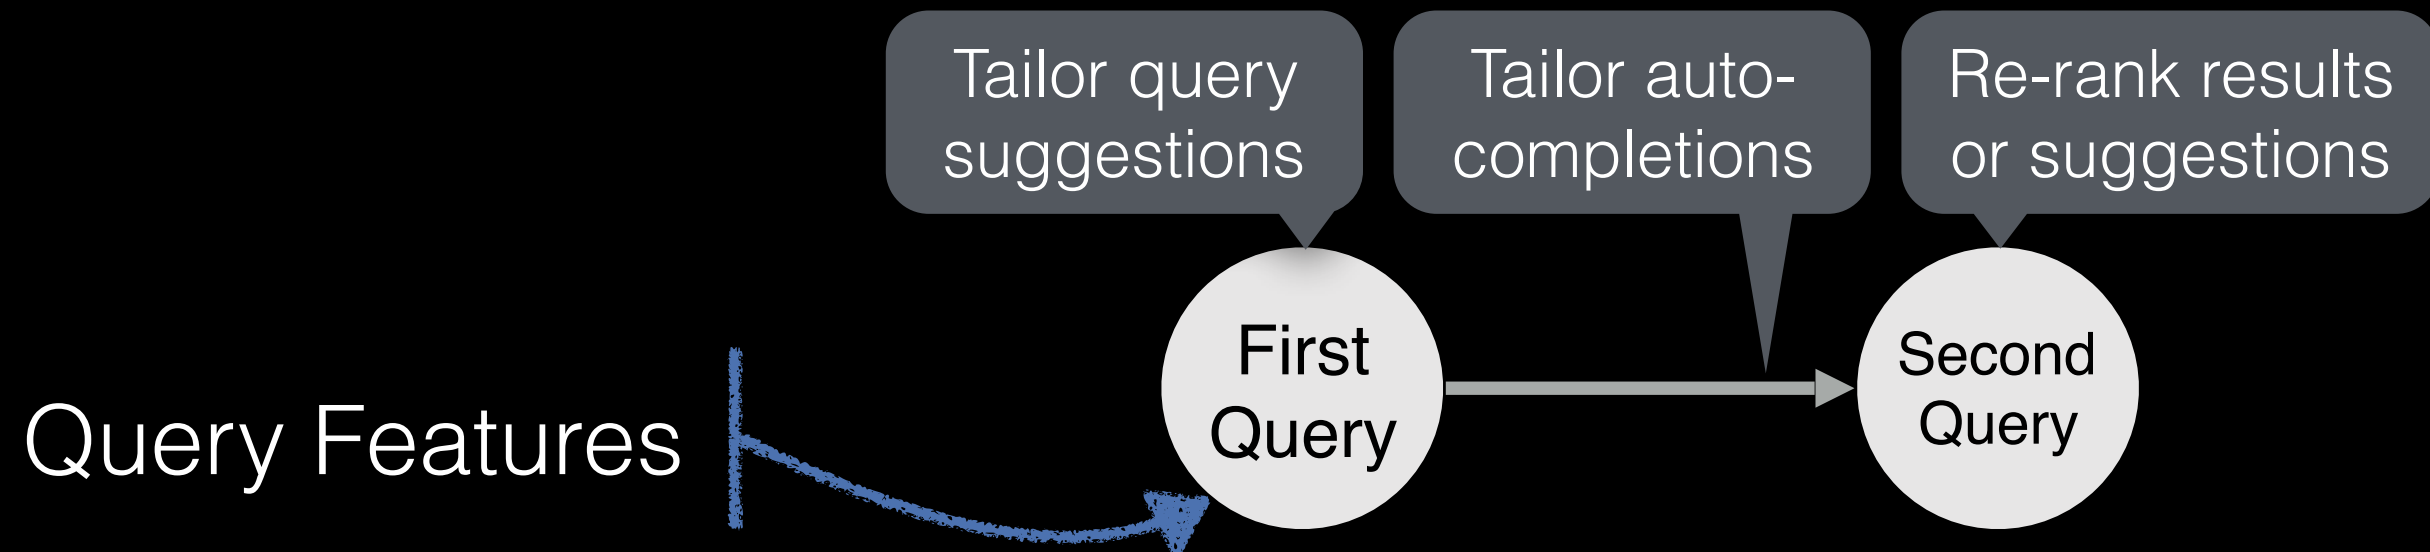 Tailor query
suggestions
Tailor auto-
completions
Re-rank results
or suggestions
First
Query
Second
Query
Query Features